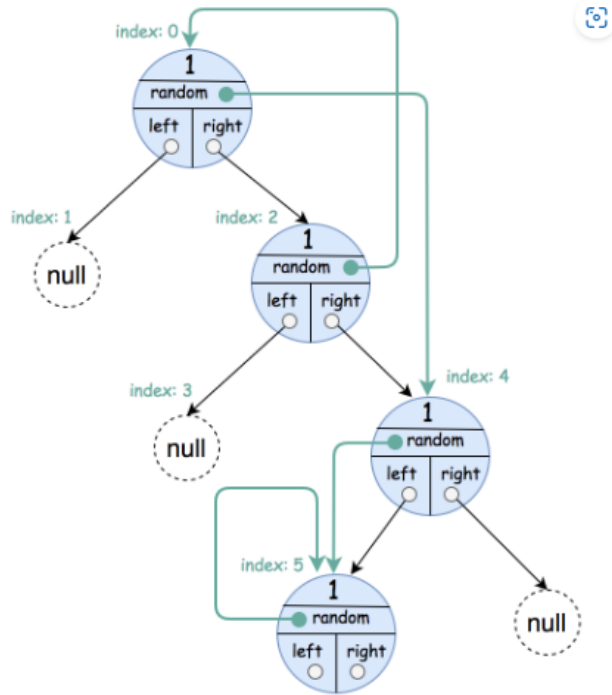 index: 0
1
random
left right
index: 1
index: 2
null
1
random
left right
index: 3
index: 4
null
1
random
left right
index: 5
1
random
left right
null